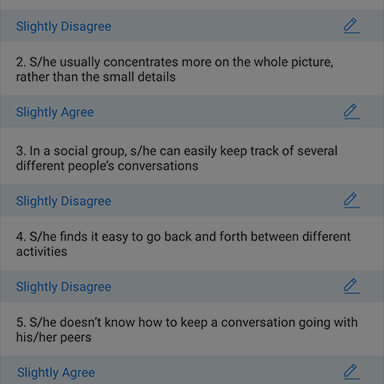 Slightly Disagree
2. S/he usually concentrates more on the whole picture,
rather than the small details
Slightly Agree
3. In a social group, s/he can easily keep track of several
different people's conversations
Slightly Disagree
4. S/he finds it easy to go back and forth between different
activities
Slightly Disagree
5. S/he doesn't know how to keep a conversation going with
his/her peers
Slightly Agree